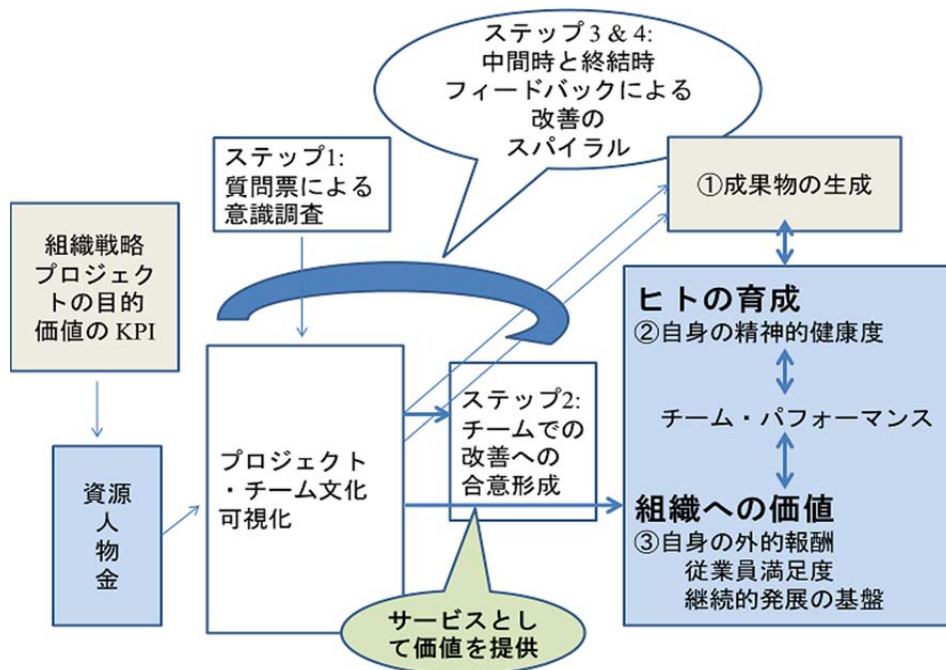 ステップ 3 & 4:
中間時と終結時
フィードバックによる
改善の
スパイラル
ステップ1:
質問票による
意識調査
①成果物の生成
組織戦略
プロジェク
トの目的
価値の KPI
ヒトの育成
②自身の精神的健康度
チーム・パフォーマンス
組織への価値
③自身の外的報酬
従業員満足度
継続的発展の基盤
ステップ2:
チームでの
改善への
合意形成
プロジェクト
・チーム文化
可視化
資源
人
物
金
サービスとし
て価値を提供